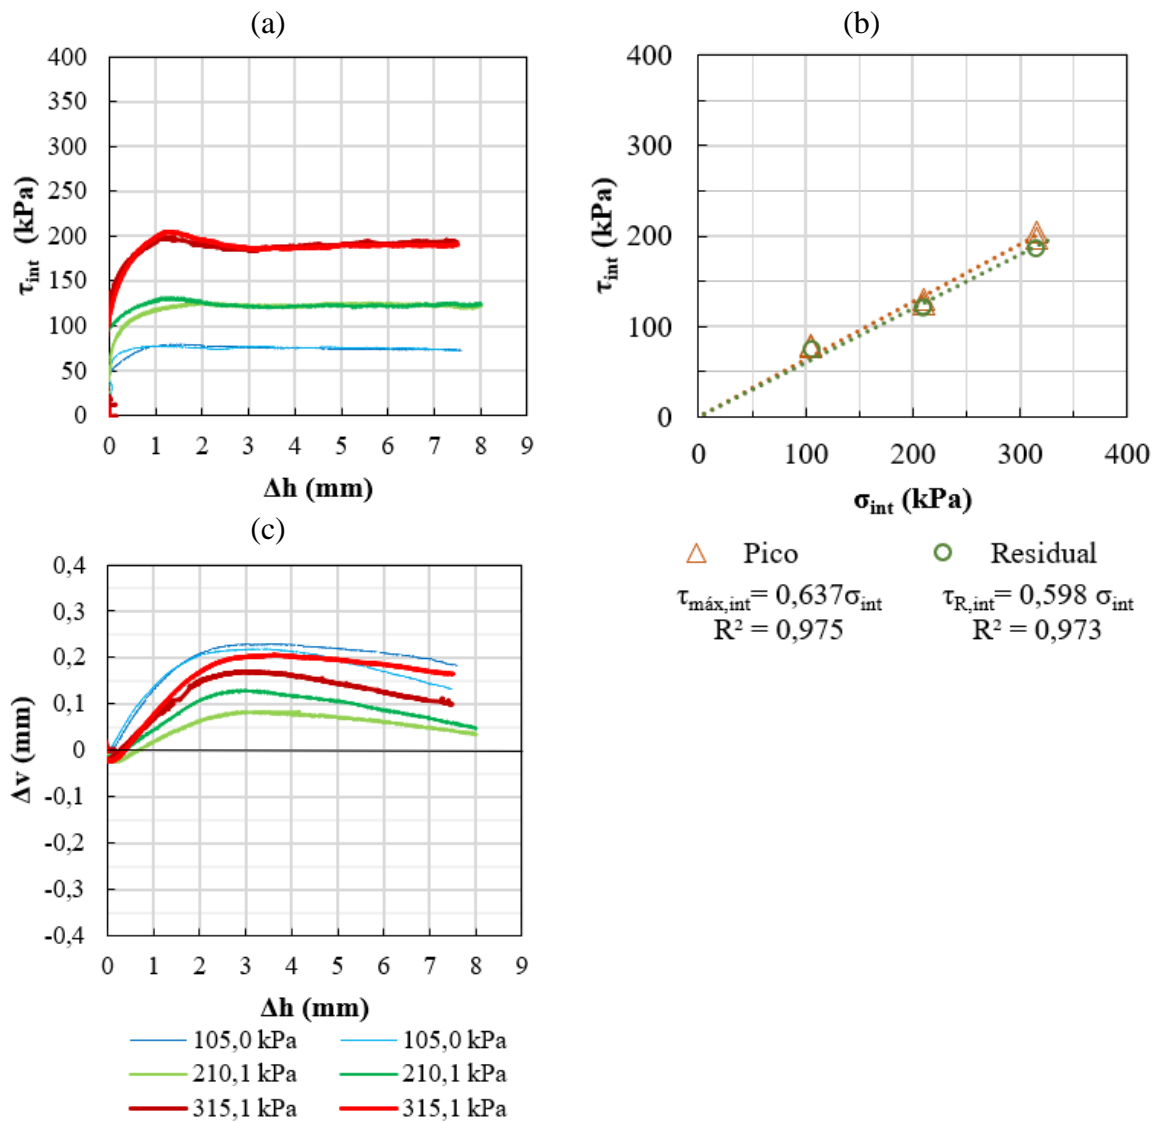 (a)
400
350
300
250
200
150
100
50
0
τint (kPa)
0 1 2 3 4 5 6 7 8 9
Δh (mm)
(b)
400
300
200
100
0
τint (kPa)
0 100 200 300 400
σint (kPa)
Pico Residual
τmáx,int= 0,637σint τR,int= 0,598 σint
R² = 0,975 R² = 0,973
(c)
0,4
0,3
0,2
0,1
0
-0,1
-0,2
-0,3
-0,4
Δv (mm)
0 1 2 3 4 5 6 7 8 9
Δh (mm)
105,0 kPa 105,0 kPa
210,1 kPa 210,1 kPa
315,1 kPa 315,1 kPa